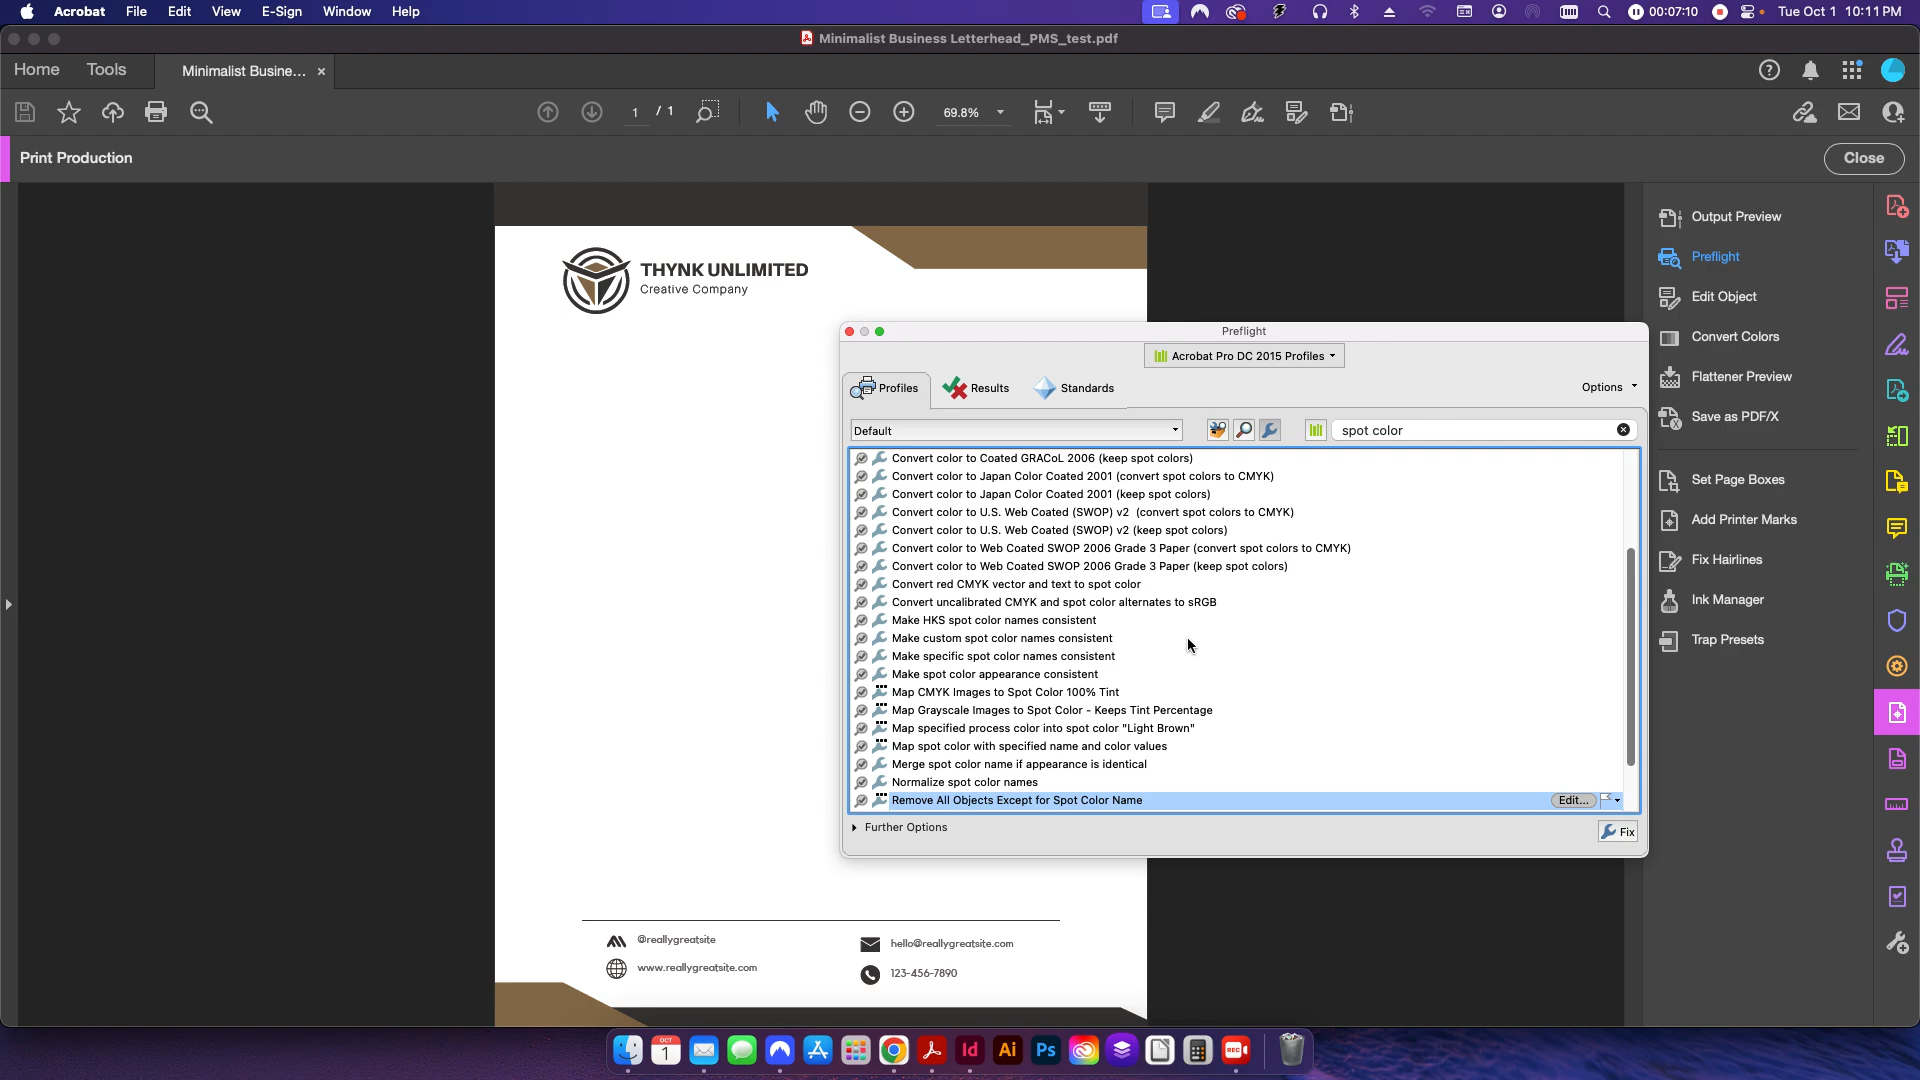 Acrobat File Edit View E-Sign Window Help
00:07:10 Tue Oct 1 10:11 PM
Minimalist Business Letterhead_PMS_test.pdf
Home Tools Minimalist Busine... ×
1 / 1 69.8%
Print Production
Close
Output Preview
Preflight
Edit Object
Convert Colors
Flattener Preview
Save as PDF/X
Set Page Boxes
Add Printer Marks
Fix Hairlines
Ink Manager
Trap Presets
THYNK UNLIMITED
Creative Company
Preflight
Acrobat Pro DC 2015 Profiles
Profiles Results Standards Options
Default spot color
Convert color to Coated GRACoL 2006 (keep spot colors)
Convert color to Japan Color Coated 2001 (convert spot colors to CMYK)
Convert color to Japan Color Coated 2001 (keep spot colors)
Convert color to U.S. Web Coated (SWOP) v2 (convert spot colors to CMYK)
Convert color to U.S. Web Coated (SWOP) v2 (keep spot colors)
Convert color to Web Coated SWOP 2006 Grade 3 Paper (convert spot colors to CMYK)
Convert color to Web Coated SWOP 2006 Grade 3 Paper (keep spot colors)
Convert red CMYK vector and text to spot color
Convert uncalibrated CMYK and spot color alternates to sRGB
Make HKS spot color names consistent
Make custom spot color names consistent
Make specific spot color names consistent
Make spot color appearance consistent
Map CMYK Images to Spot Color 100% Tint
Map Grayscale Images to Spot Color - Keeps Tint Percentage
Map specified process color into spot color "Light Brown"
Map spot color with specified name and color values
Merge spot color name if appearance is identical
Normalize spot color names
Remove All Objects Except for Spot Color Name Edit...
Further Options
Fix
@reallygreatsite
hello@reallygreatsite.com
www.reallygreatsite.com
123-456-7890
OCT
1
Id
Ai
Ps
REC